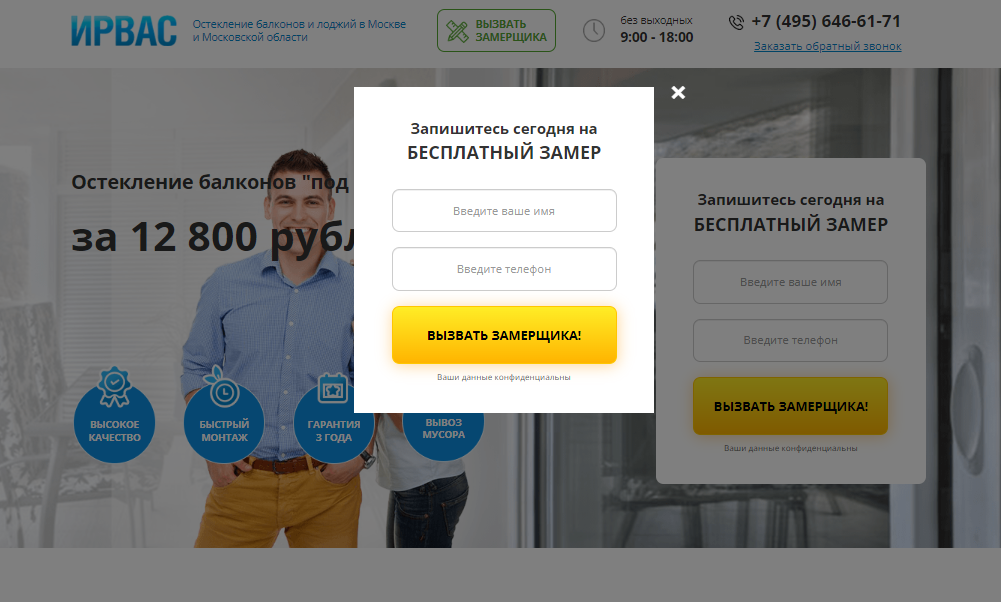 ИРВАС
Остекление балконов и лоджий в Москве
и Московской области
ВЫЗВАТЬ
ЗАМЕРЩИКА
без выходных
9:00 - 18:00
+7 (495) 646-61-71
Заказать обратный звонок
Запишитесь сегодня на
БЕСПЛАТНЫЙ ЗАМЕР
Введите ваше имя
Введите телефон
ВЫЗВАТЬ ЗАМЕРЩИКА!
Ваши данные конфиденциальны
Остекление балконов "под
за 12 800
Запишитесь сегодня на
БЕСПЛАТНЫЙ ЗАМЕР
Введите ваше имя
Введите телефон
ВЫЗВАТЬ ЗАМЕРЩИКА!
Ваши данные конфиденциальны
ВЫСОКОЕ
КАЧЕСТВО
БЫСТРЫЙ
МОНТАЖ
ГАРАНТИЯ
3 ГОДА
ВЫВОЗ
МУСОРА